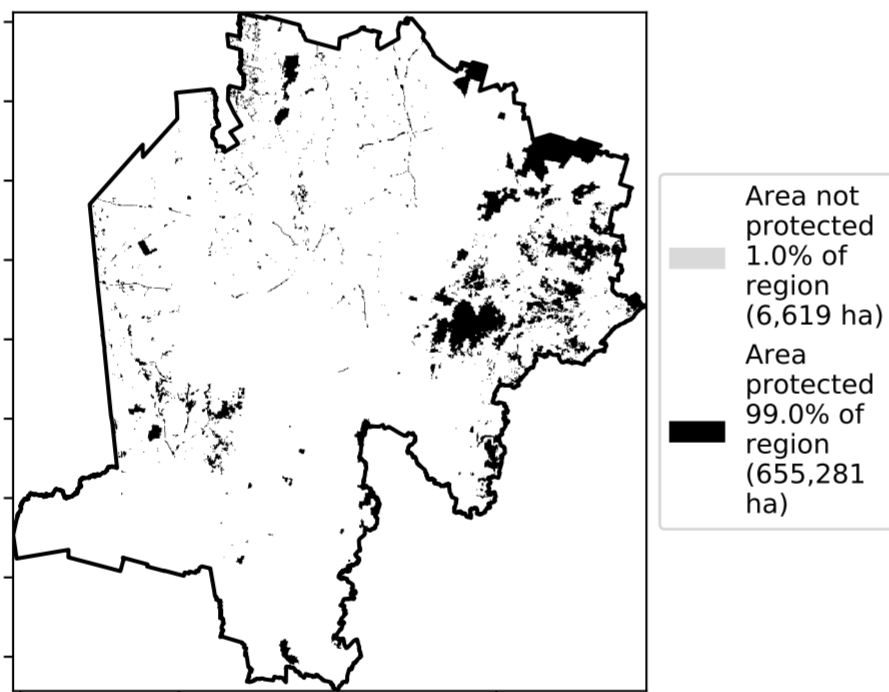 Area not
protected
1.0% of
region
(6,619 ha)
Area
protected
99.0% of
region
(655,281
ha)